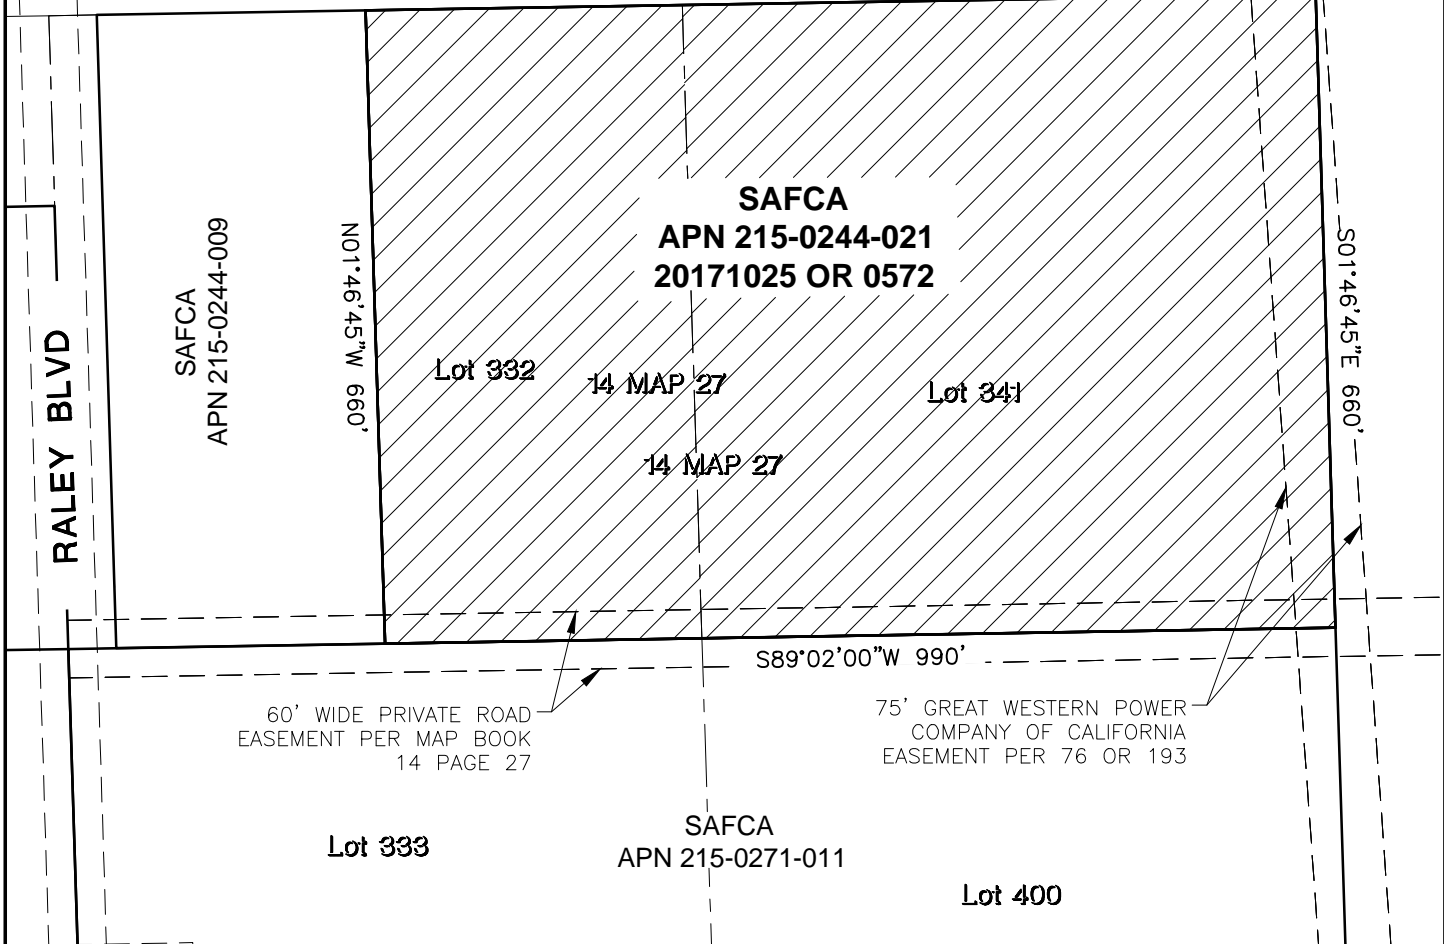 SAFCA
APN 215-0244-021
20171025 OR 0572
SAFCA
APN 215-0244-009
N01°46'45"W 660'
S01°46'45"E 660'
RALEY BLVD
Lot 332
14 MAP 27
Lot 341
14 MAP 27
S89°02'00"W 990'
60' WIDE PRIVATE ROAD
EASEMENT PER MAP BOOK
14 PAGE 27
75' GREAT WESTERN POWER
COMPANY OF CALIFORNIA
EASEMENT PER 76 OR 193
SAFCA
APN 215-0271-011
Lot 333
Lot 400